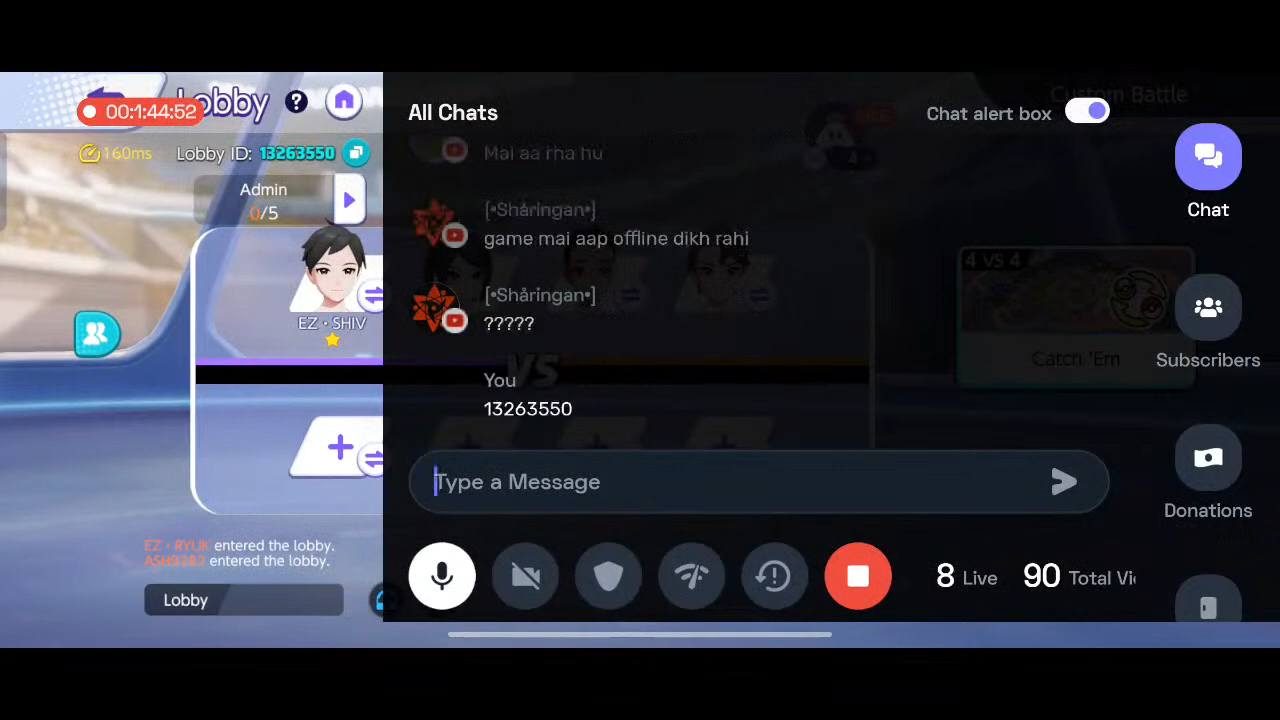 00:1:44:52
Lobby
?
160ms
Lobby ID: 13263550
Admin
0/5
EZ・SHIV
EZ・RYUK entered the lobby.
ASH9282 entered the lobby.
Lobby
All Chats
Chat alert box
Custom Battle
Mai aa rha hu
[•Shåringan•]
game mai aap offline dikh rahi
[•Shåringan•]
?????
You
13263550
VS
4 VS 4
Catch 'Em
Type a Message
8 Live
90 Total Vi
Chat
Subscribers
Donations